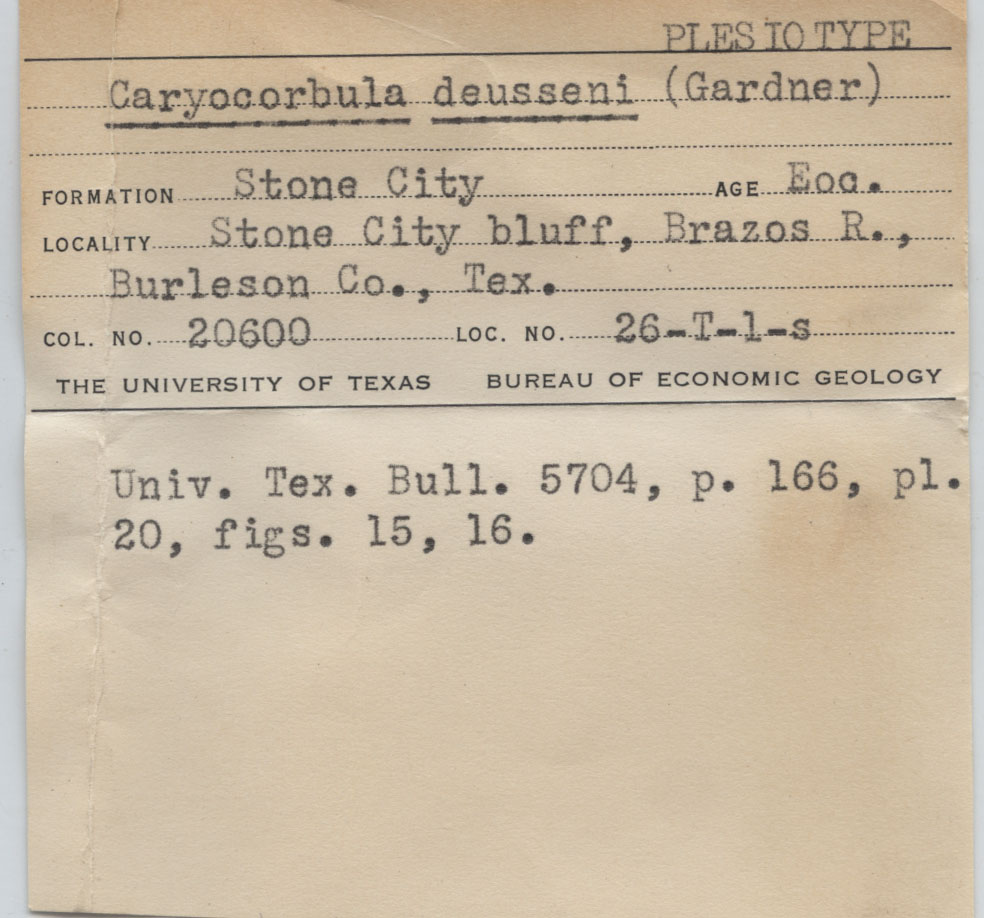 PLESIOTYPE
Caryocorbula deusseni (Gardner)
FORMATION Stone City AGE Eoc.
LOCALITY Stone City bluff, Brazos R.,
Burleson Co., Tex.
COL. NO. 20600 LOC. NO. 26-T-1-s
THE UNIVERSITY OF TEXAS BUREAU OF ECONOMIC GEOLOGY
Univ. Tex. Bull. 5704, p. 166, pl.
20, figs. 15, 16.